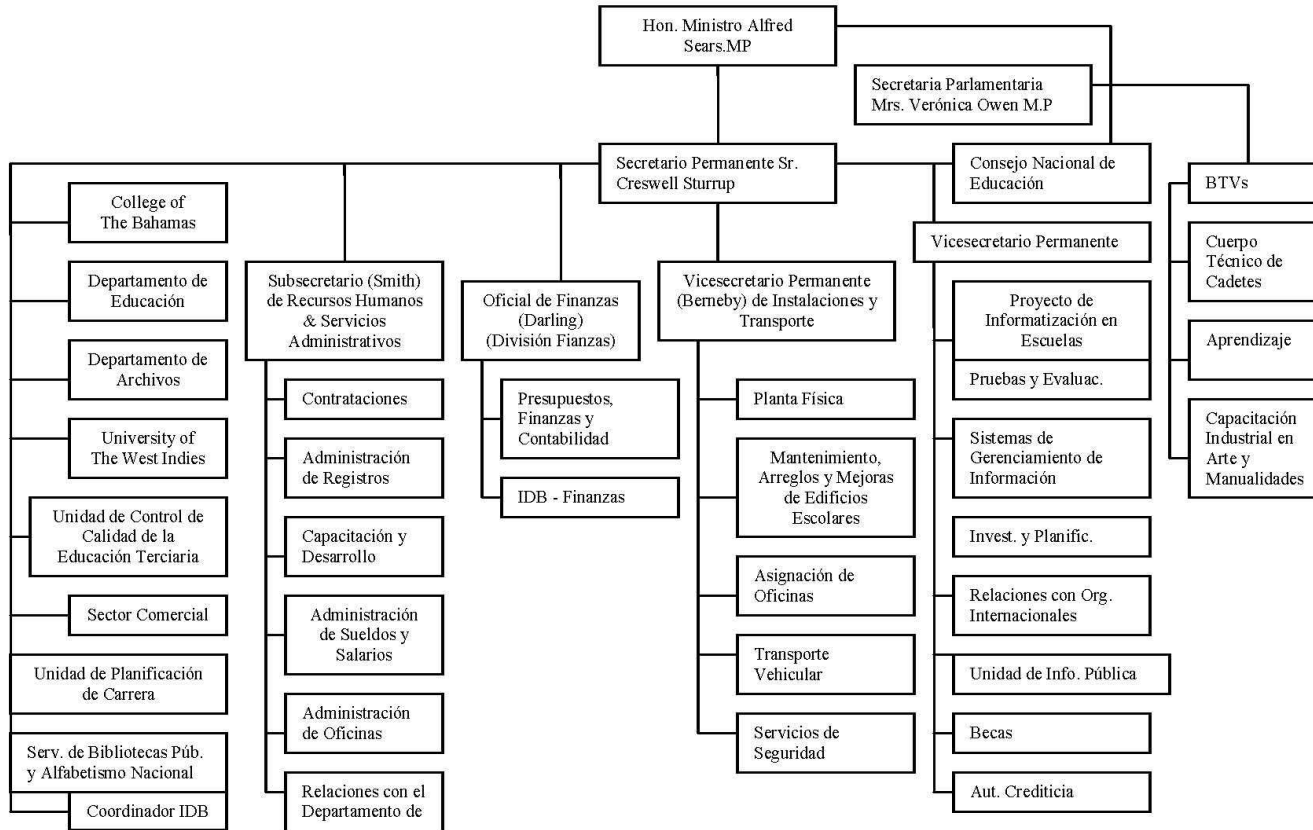 Hon. Ministro Alfred
Sears.MP
Secretaria Parlamentaria
Mrs. Verónica Owen M.P
Secretario Permanente Sr.
Creswell Sturrup
Consejo Nacional de
Educación
College of
The Bahamas
Departamento de
Educación
Departamento de
Archivos
University of
The West Indies
Unidad de Control de
Calidad de la
Educación Terciaria
Sector Comercial
Unidad de Planificación
de Carrera
Serv. de Bibliotecas Púb.
y Alfabetismo Nacional
Coordinador IDB
Subsecretario (Smith)
de Recursos Humanos
& Servicios
Administrativos
Contrataciones
Administración
de Registros
Capacitación y
Desarrollo
Administración
de Sueldos y
Salarios
Administración
de Oficinas
Relaciones con el
Departamento de
Oficial de Finanzas
(Darling)
(División Fianzas)
Presupuestos,
Finanzas y
Contabilidad
IDB - Finanzas
Vicesecretario Permanente
(Berneby) de Instalaciones y
Transporte
Planta Física
Mantenimiento,
Arreglos y Mejoras
de Edificios
Escolares
Asignación de
Oficinas
Transporte
Vehicular
Servicios de
Seguridad
Vicesecretario Permanente
Proyecto de
Informatización en
Escuelas
Pruebas y Evaluac.
Sistemas de
Gerenciamiento de
Información
Invest. y Planific.
Relaciones con Org.
Internacionales
Unidad de Info. Pública
Becas
Aut. Crediticia
BTVs
Cuerpo
Técnico de
Cadetes
Aprendizaje
Capacitación
Industrial en
Arte y
Manualidades